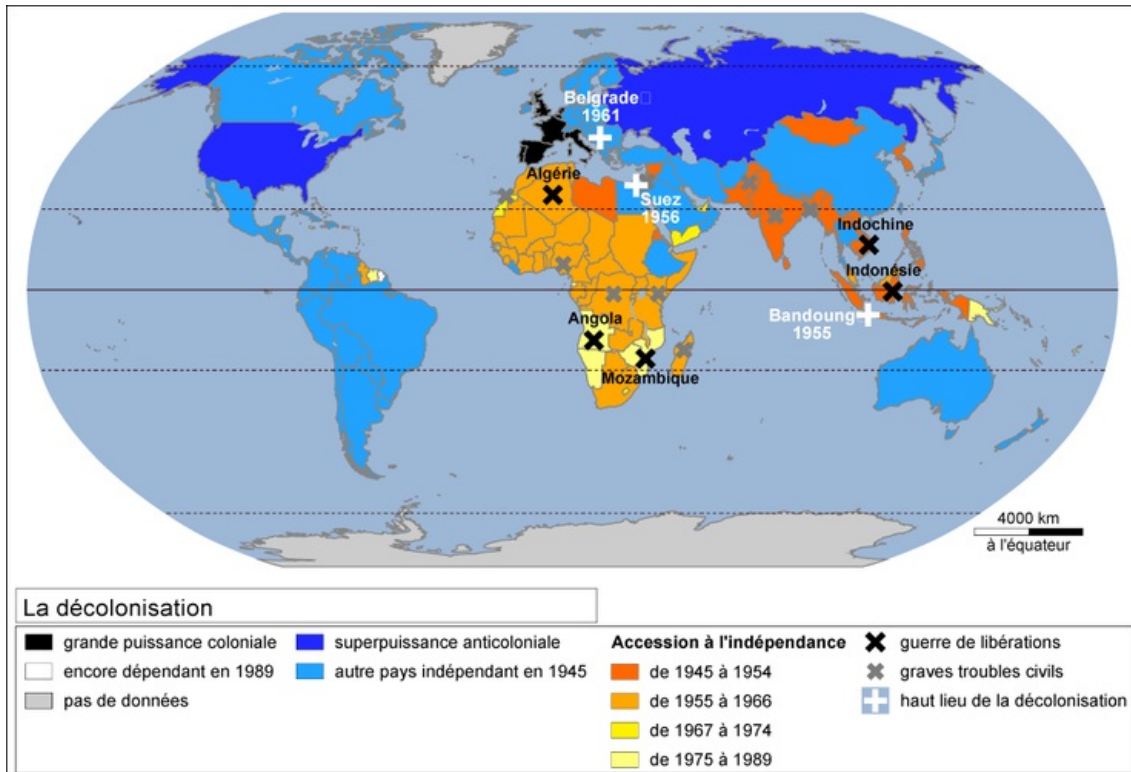 Belgrade
1961
Algérie
Suez
1956
Indochine
Indonésie
Bandoung
1955
Angola
Mozambique
4000 km
à l'équateur
La décolonisation
grande puissance coloniale
encore dépendant en 1989
pas de données
superpuissance anticoloniale
autre pays indépendant en 1945
Accession à l'indépendance
de 1945 à 1954
de 1955 à 1966
de 1967 à 1974
de 1975 à 1989
guerre de libérations
graves troubles civils
haut lieu de la décolonisation